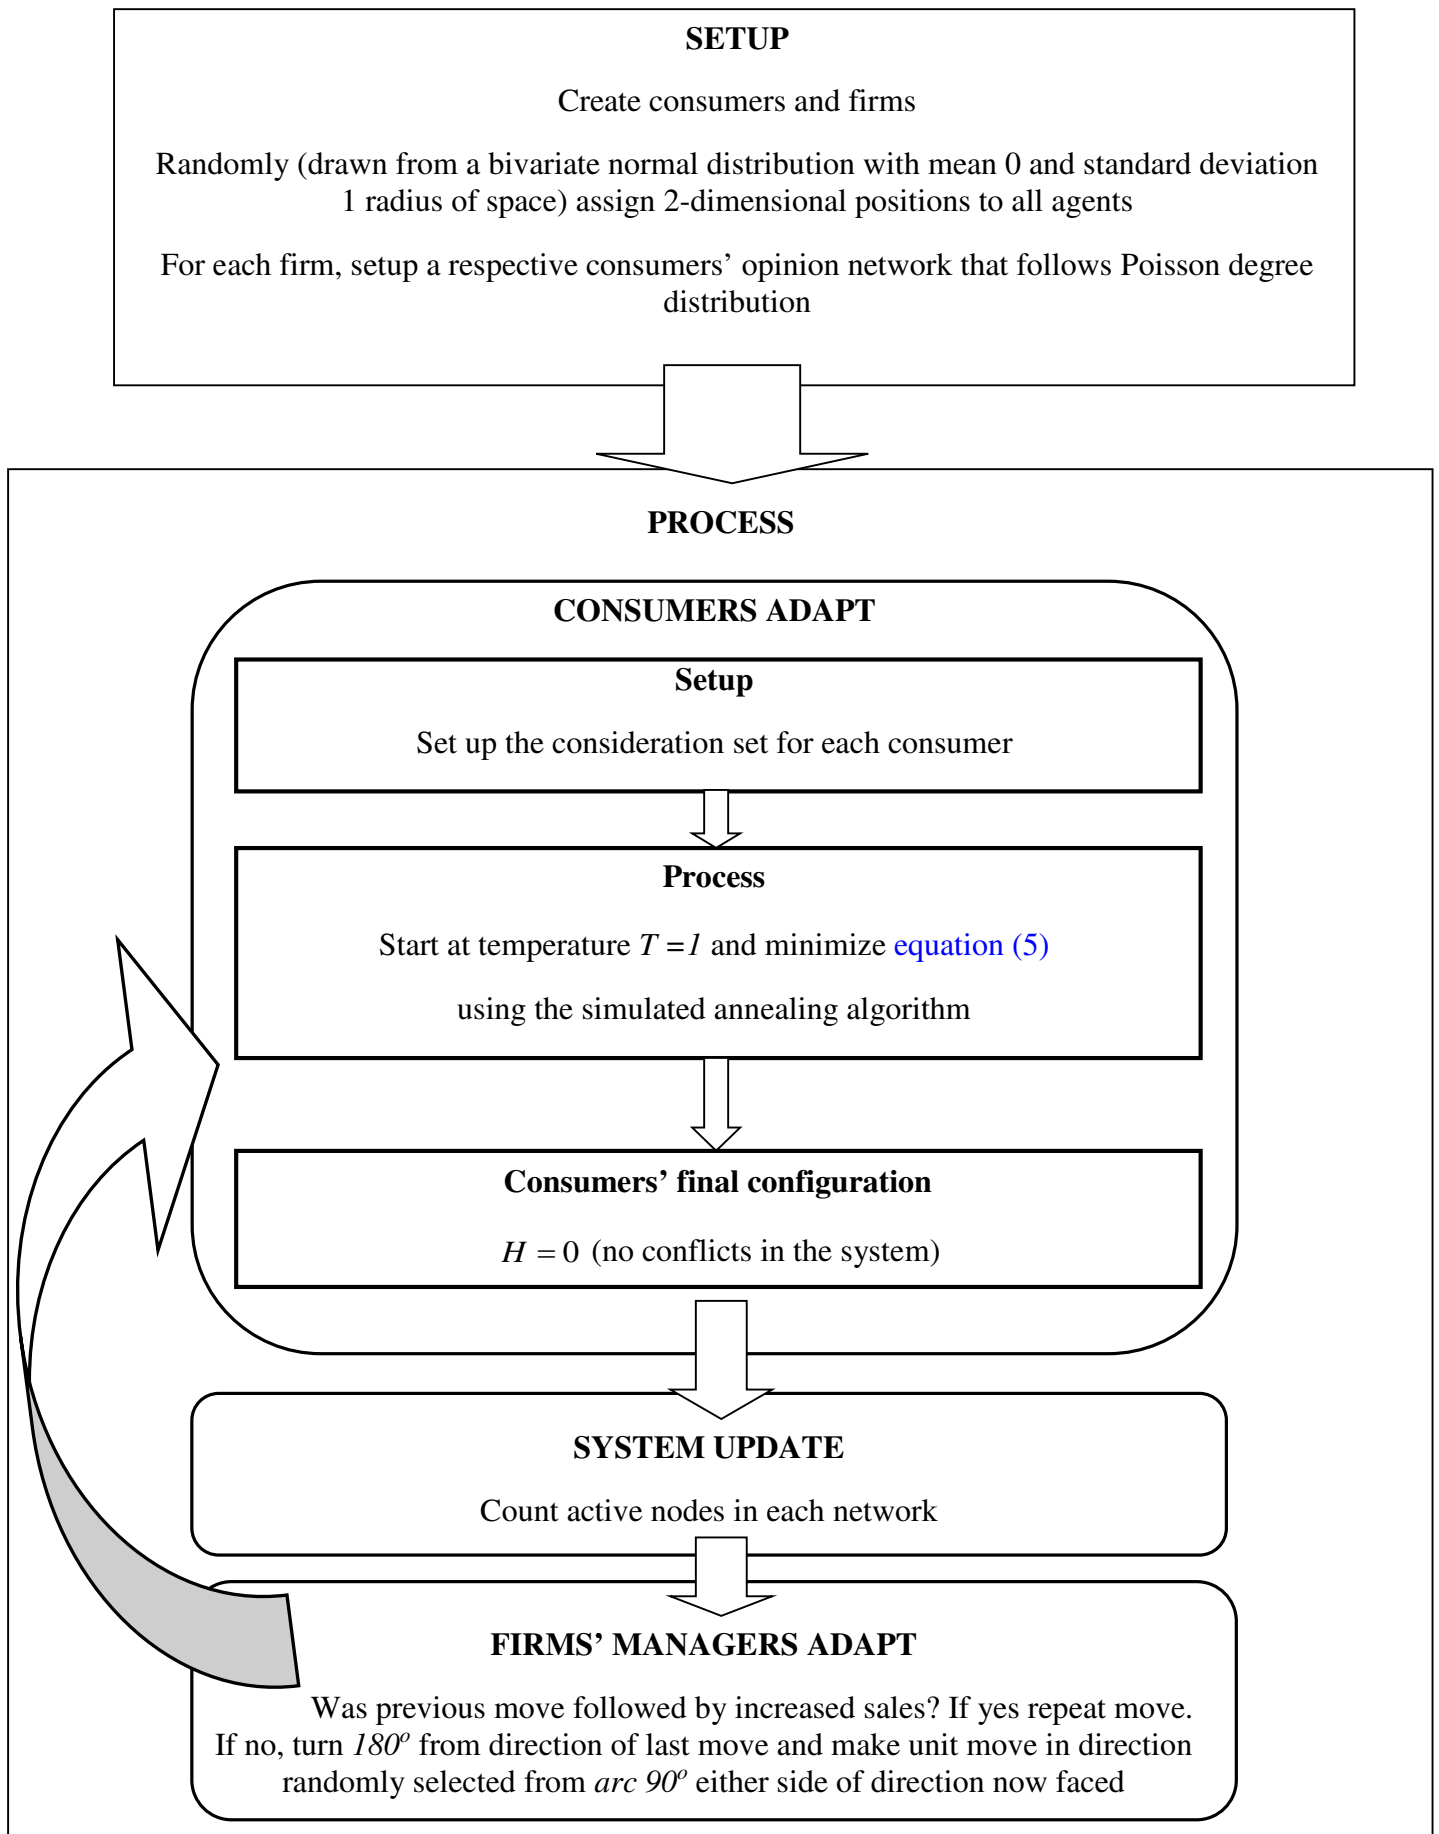 SETUP
Create consumers and firms
Randomly (drawn from a bivariate normal distribution with mean 0 and standard deviation
1 radius of space) assign 2-dimensional positions to all agents
For each firm, setup a respective consumers’ opinion network that follows Poisson degree
distribution
PROCESS
CONSUMERS ADAPT
Setup
Set up the consideration set for each consumer
Process
Start at temperature T =1 and minimize equation (5)
using the simulated annealing algorithm
Consumers’ final configuration
H = 0 (no conflicts in the system)
SYSTEM UPDATE
Count active nodes in each network
FIRMS’ MANAGERS ADAPT
Was previous move followed by increased sales? If yes repeat move.
If no, turn 180º from direction of last move and make unit move in direction
randomly selected from arc 90º either side of direction now faced